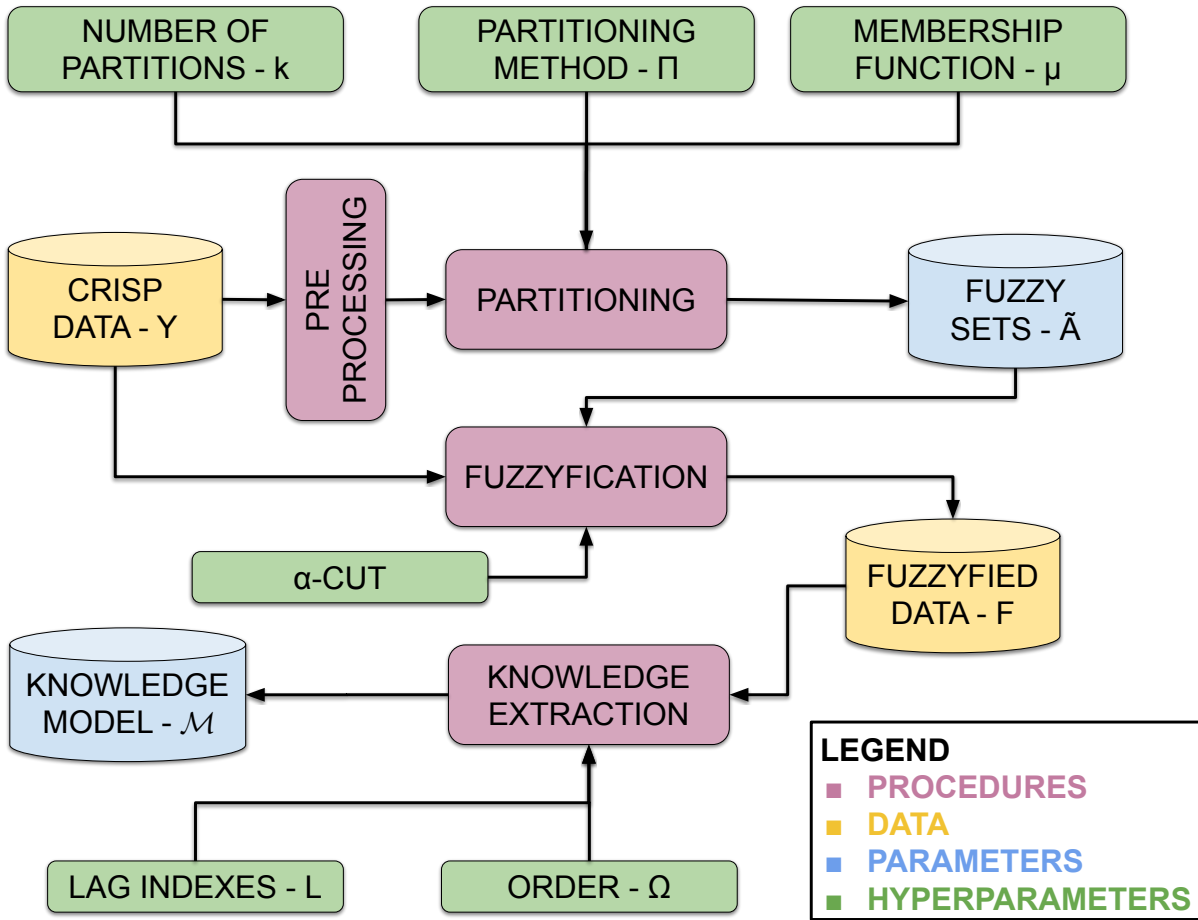 NUMBER OF
PARTITIONS - k
PARTITIONING
METHOD - Π
MEMBERSHIP
FUNCTION - μ
PRE
PROCESSING
CRISP
DATA - Y
PARTITIONING
FUZZY
SETS - Ã
FUZZYFICATION
α-CUT
FUZZYFIED
DATA - F
KNOWLEDGE
MODEL - ℳ
KNOWLEDGE
EXTRACTION
LAG INDEXES - L
ORDER - Ω
LEGEND
PROCEDURES
DATA
PARAMETERS
HYPERPARAMETERS